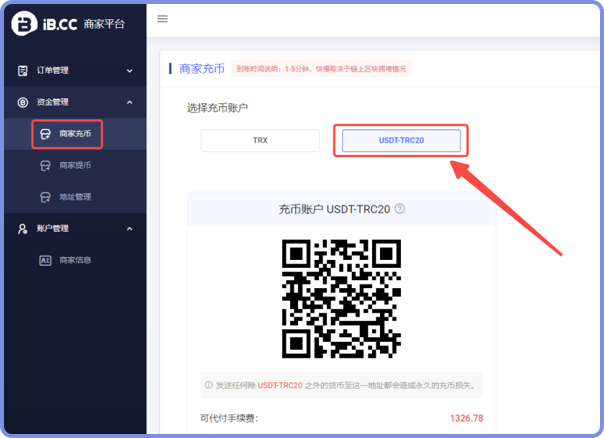 iB.CC 商家平台
订单管理
资金管理
商家充币
商家提币
地址管理
账户管理
商家信息
商家充币 到账时间说明：1-5分钟，快慢取决于链上区块拥堵情况
选择充币账户
TRX USDT-TRC20
充币账户 USDT-TRC20
发送任何除 USDT-TRC20 之外的货币至这一地址都会造成永久的充币损失。
可代付手续费： 1326.78